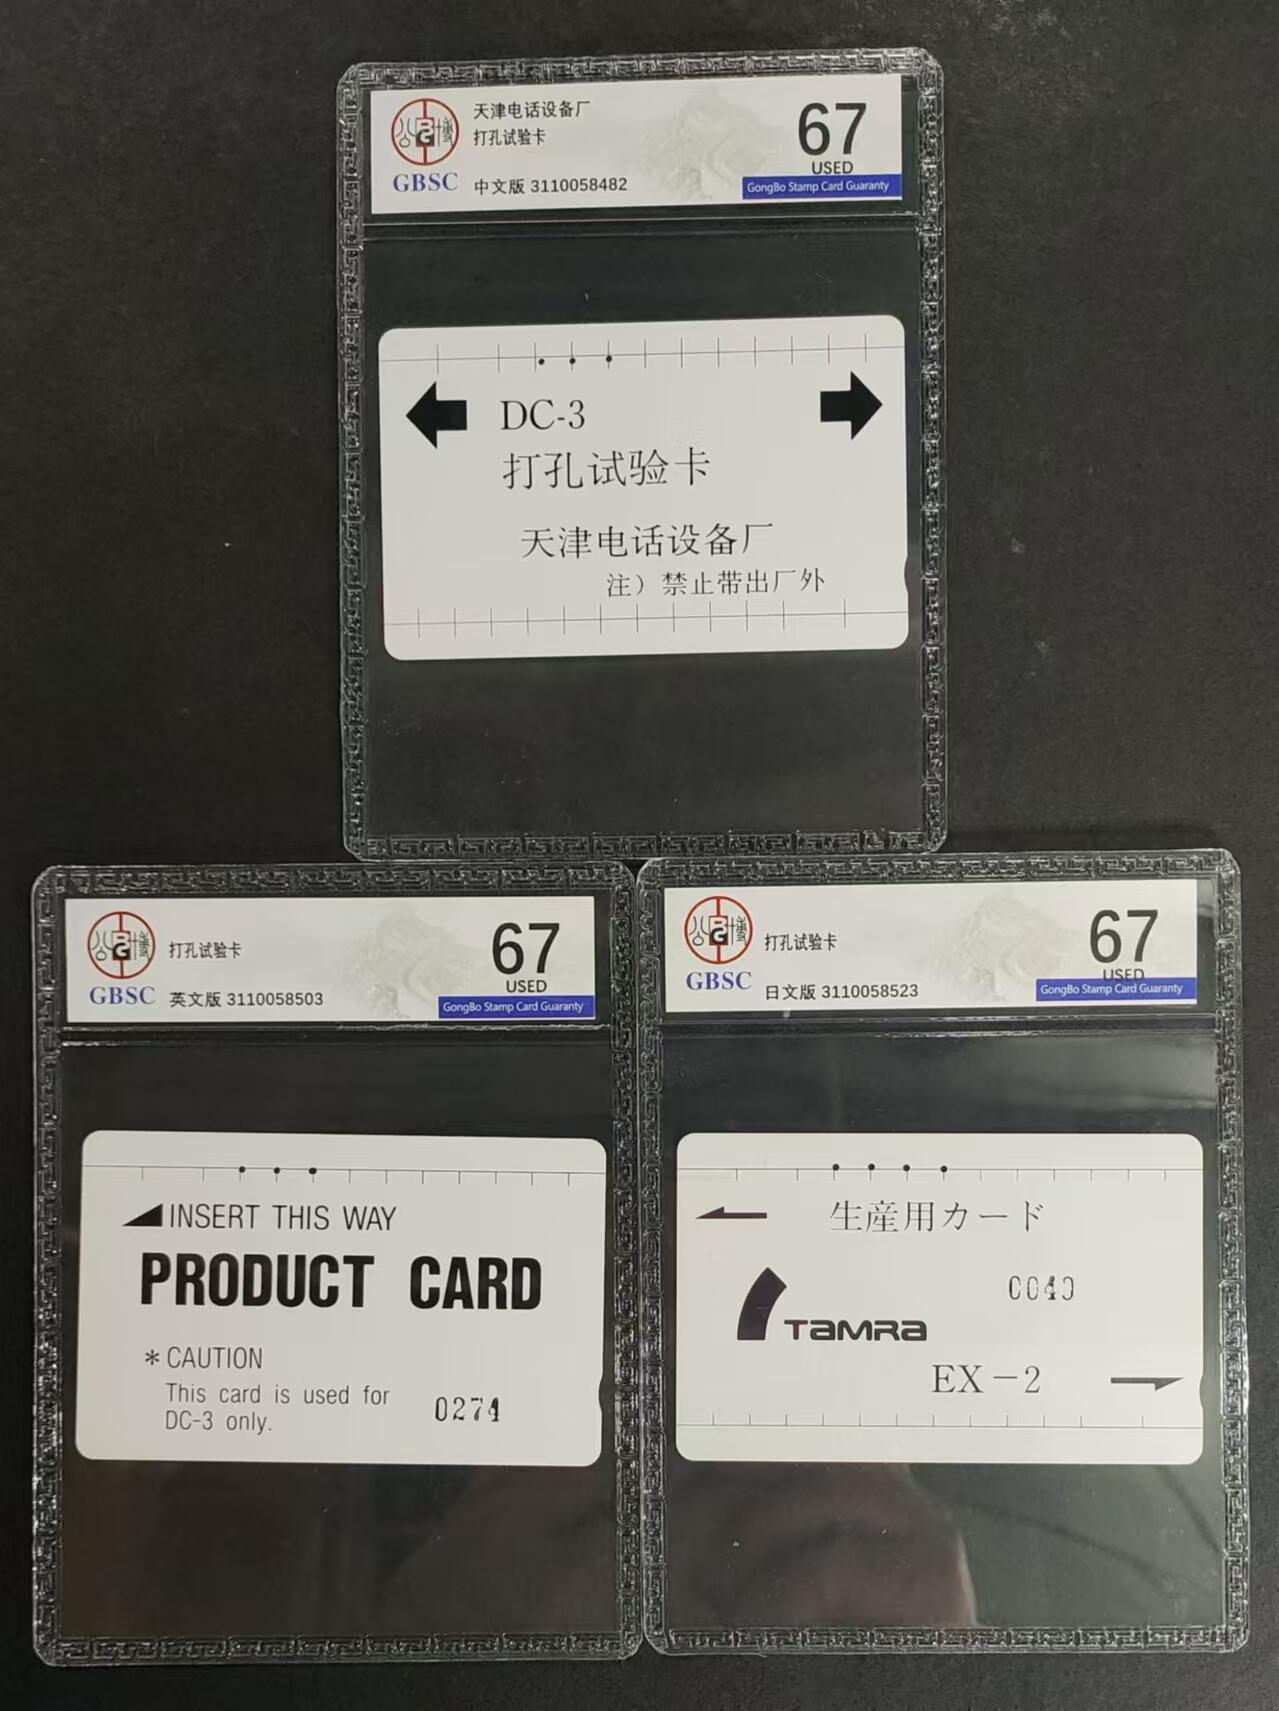 天津电话设备厂
打孔试验卡
GBSC
中文版 3110058482
67
USED
GongBo Stamp Card Guaranty
DC-3
打孔试验卡
天津电话设备厂
注）禁止带出厂外
打孔试验卡
GBSC
英文版 3110058503
67
USED
GongBo Stamp Card Guaranty
INSERT THIS WAY
PRODUCT CARD
*CAUTION
This card is used for
DC-3 only.
0274
打孔试验卡
GBSC
日文版 3110058523
67
USED
GongBo Stamp Card Guaranty
生産用カード
0040
TAMRA
EX-2